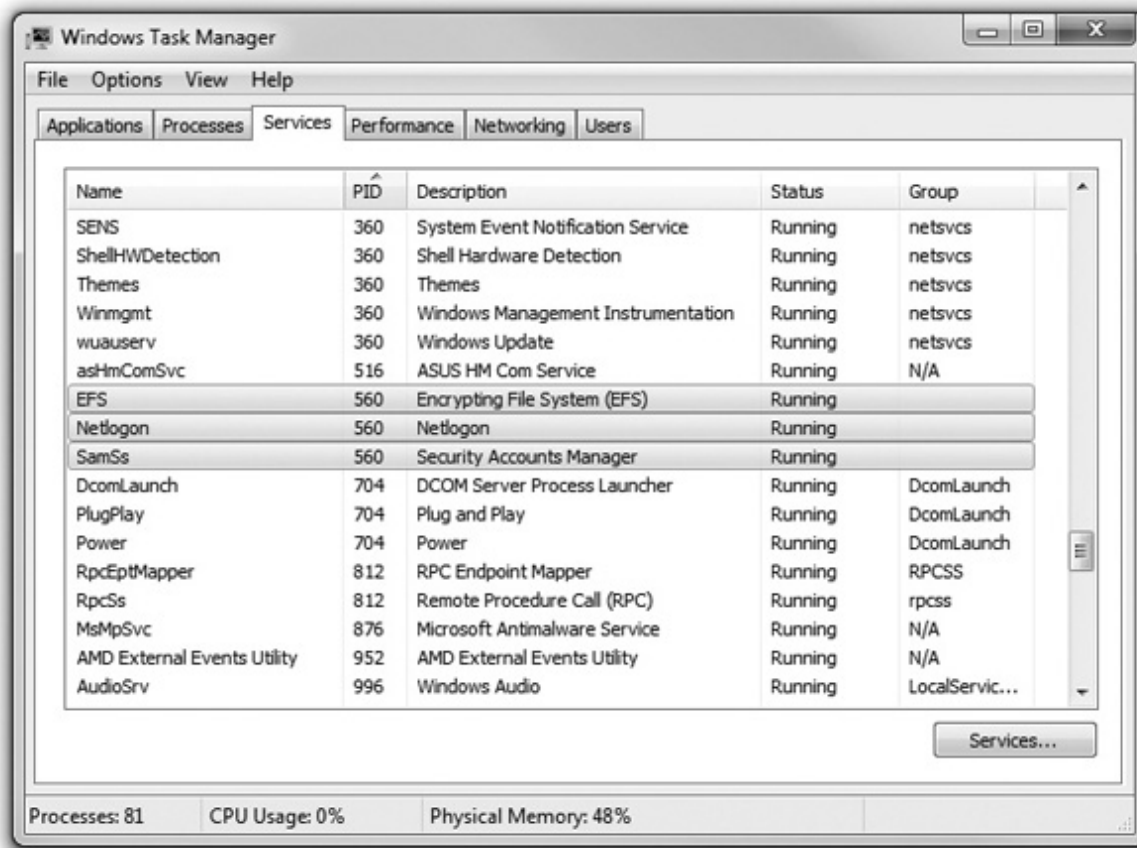 Windows Task Manager
File Options View Help
Applications Processes Services Performance Networking Users
Name PID Description Status Group
SENS 360 System Event Notification Service Running netsvcs
ShellHWDetection 360 Shell Hardware Detection Running netsvcs
Themes 360 Themes Running netsvcs
Winmgmt 360 Windows Management Instrumentation Running netsvcs
wuauserv 360 Windows Update Running netsvcs
asHmComSvc 516 ASUS HM Com Service Running N/A
EFS 560 Encrypting File System (EFS) Running
Netlogon 560 Netlogon Running
SamSs 560 Security Accounts Manager Running
DcomLaunch 704 DCOM Server Process Launcher Running DcomLaunch
PlugPlay 704 Plug and Play Running DcomLaunch
Power 704 Power Running DcomLaunch
RpcEptMapper 812 RPC Endpoint Mapper Running RPCSS
RpcSs 812 Remote Procedure Call (RPC) Running rpcss
MsMpSvc 876 Microsoft Antimalware Service Running N/A
AMD External Events Utility 952 AMD External Events Utility Running N/A
AudioSrv 996 Windows Audio Running LocalServic...
Services...
Processes: 81 CPU Usage: 0% Physical Memory: 48%